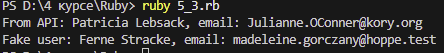 PS D:\4 курсе\Ruby> ruby 5_3.rb
From API: Patricia Lebsack, email: Julianne.OConner@kory.org
Fake user: Ferne Stracke, email: madeleine.gorczany@hoppe.test